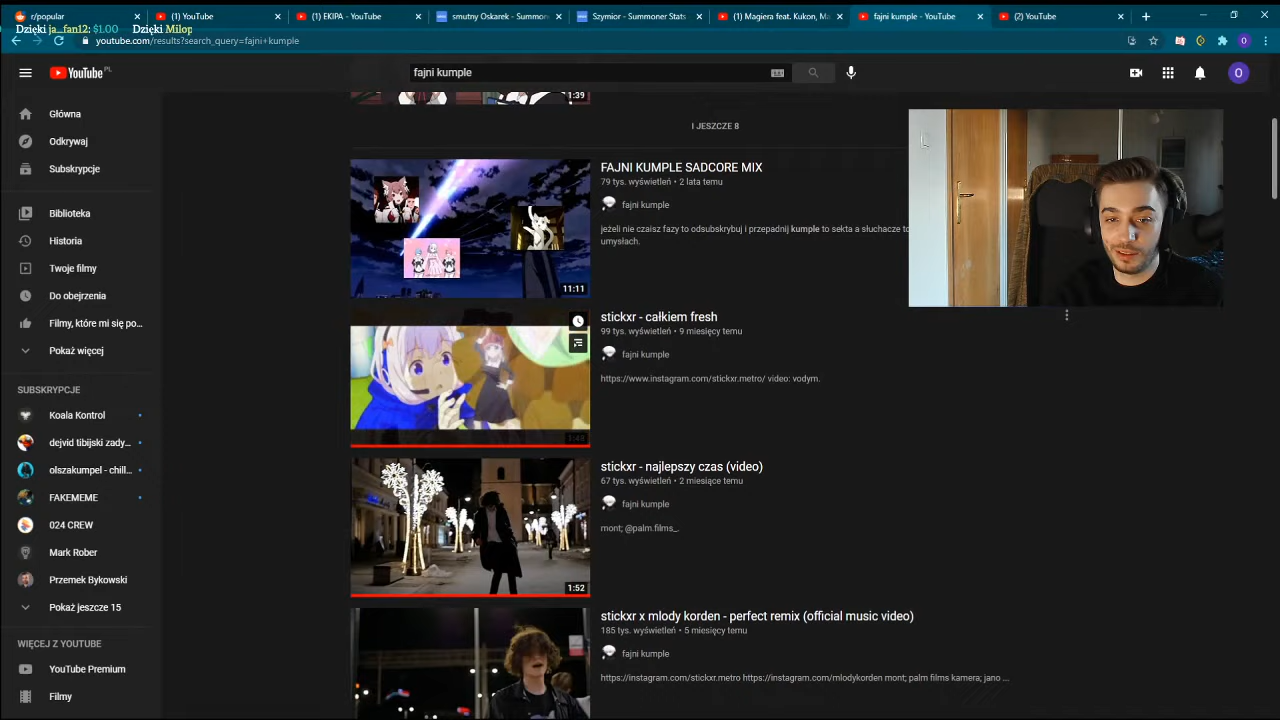 r/popular
(1) YouTube
(1) EKIPA - YouTube
smutny Oskarek - Summon
Szymior - Summoner Stats
(1) Magiera feat. Kukon, Ma
fajni kumple - YouTube
(2) YouTube
Dzięki ja_fan12: $1.00 Dzięki Milop
youtube.com/results?search_query=fajni+kumple
YouTube PL
fajni kumple
O
O
Główna
Odkrywaj
Subskrypcje
Biblioteka
Historia
Twoje filmy
Do obejrzenia
Filmy, które mi się po...
Pokaż więcej
SUBSKRYPCJE
Koala Kontrol
dejvid tibijski zady...
olszakumpel - chill...
FAKEMEME
024 CREW
Mark Rober
Przemek Bykowski
Pokaż jeszcze 15
WIĘCEJ Z YOUTUBE
YouTube Premium
Filmy
1:39
I JESZCZE 8
FAJNI KUMPLE SADCORE MIX
79 tys. wyświetleń • 2 lata temu
fajni kumple
jeżeli nie czaisz fazy to odsubskrybuj i przepadnij kumple to sekta a słuchacze to
umysłach.
11:11
stickxr - całkiem fresh
99 tys. wyświetleń • 9 miesięcy temu
fajni kumple
https://www.instagram.com/stickxr.metro/ video: vodym.
1:48
stickxr - najlepszy czas (video)
67 tys. wyświetleń • 2 miesiące temu
fajni kumple
mont; @palm.films_.
1:52
stickxr x mlody korden - perfect remix (official music video)
185 tys. wyświetleń • 5 miesięcy temu
fajni kumple
https://instagram.com/stickxr.metro https://instagram.com/mlodykorden mont; palm films kamera; jano ...